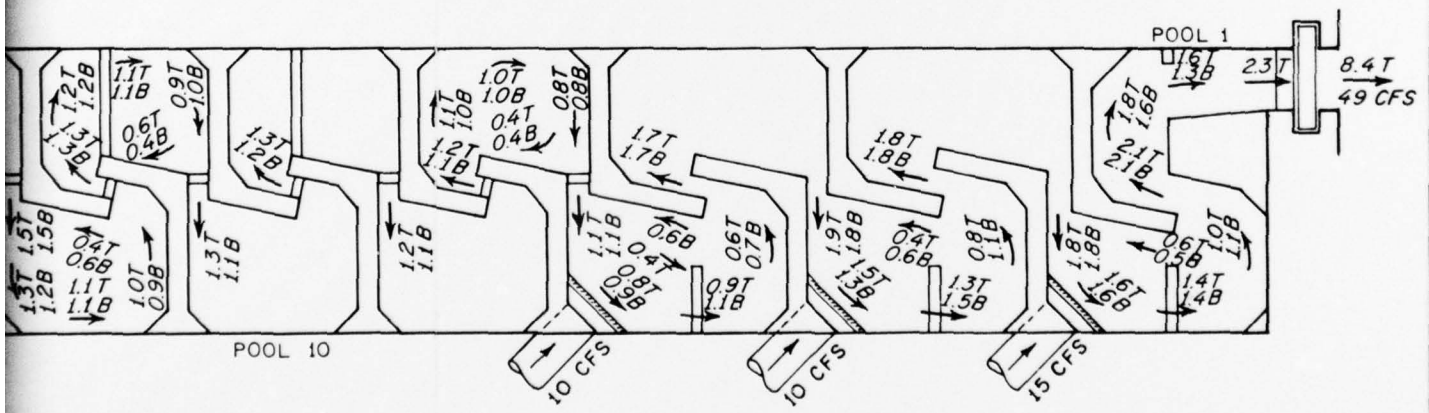 POOL 1
1.6T
1.3B
2.3 T
8.4 T
49 CFS
1.2T
1.2B
1.1T
1.1B
0.9T
1.0B
1.3T
1.3B
0.6T
0.4B
1.3T
1.2B
1.1T
1.0B
1.0T
1.0B
0.8T
0.8B
0.4T
0.4B
1.2T
1.1B
1.7T
1.7B
1.8T
1.8B
1.8T
1.6B
2.1T
2.1B
1.5T
1.5B
0.4T
0.6B
1.3T
1.2B
1.1T
1.1B
1.0T
0.9B
1.3T
1.1B
1.2T
1.1B
1.1T
1.1B
0.6B
0.4T
0.8T
0.9B
0.6T
0.7B
0.9T
1.1B
1.9T
1.8B
0.4T
0.6B
1.5T
1.3B
0.8T
1.1B
1.3T
1.5B
1.8T
1.8B
0.6T
0.5B
1.6T
1.6B
1.0T
1.1B
1.4T
1.4B
POOL 10
10 CFS
10 CFS
15 CFS